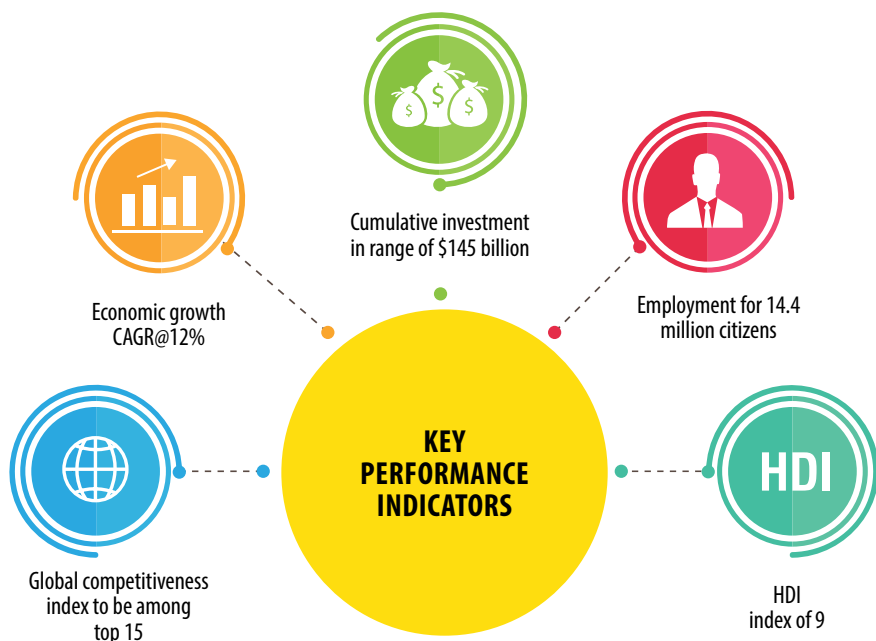 $
$
$
Cumulative investment
in range of $145 billion
Economic growth
CAGR@12%
Employment for 14.4
million citizens
KEY
PERFORMANCE
INDICATORS
HDI
Global competitiveness
index to be among
top 15
HDI
index of 9